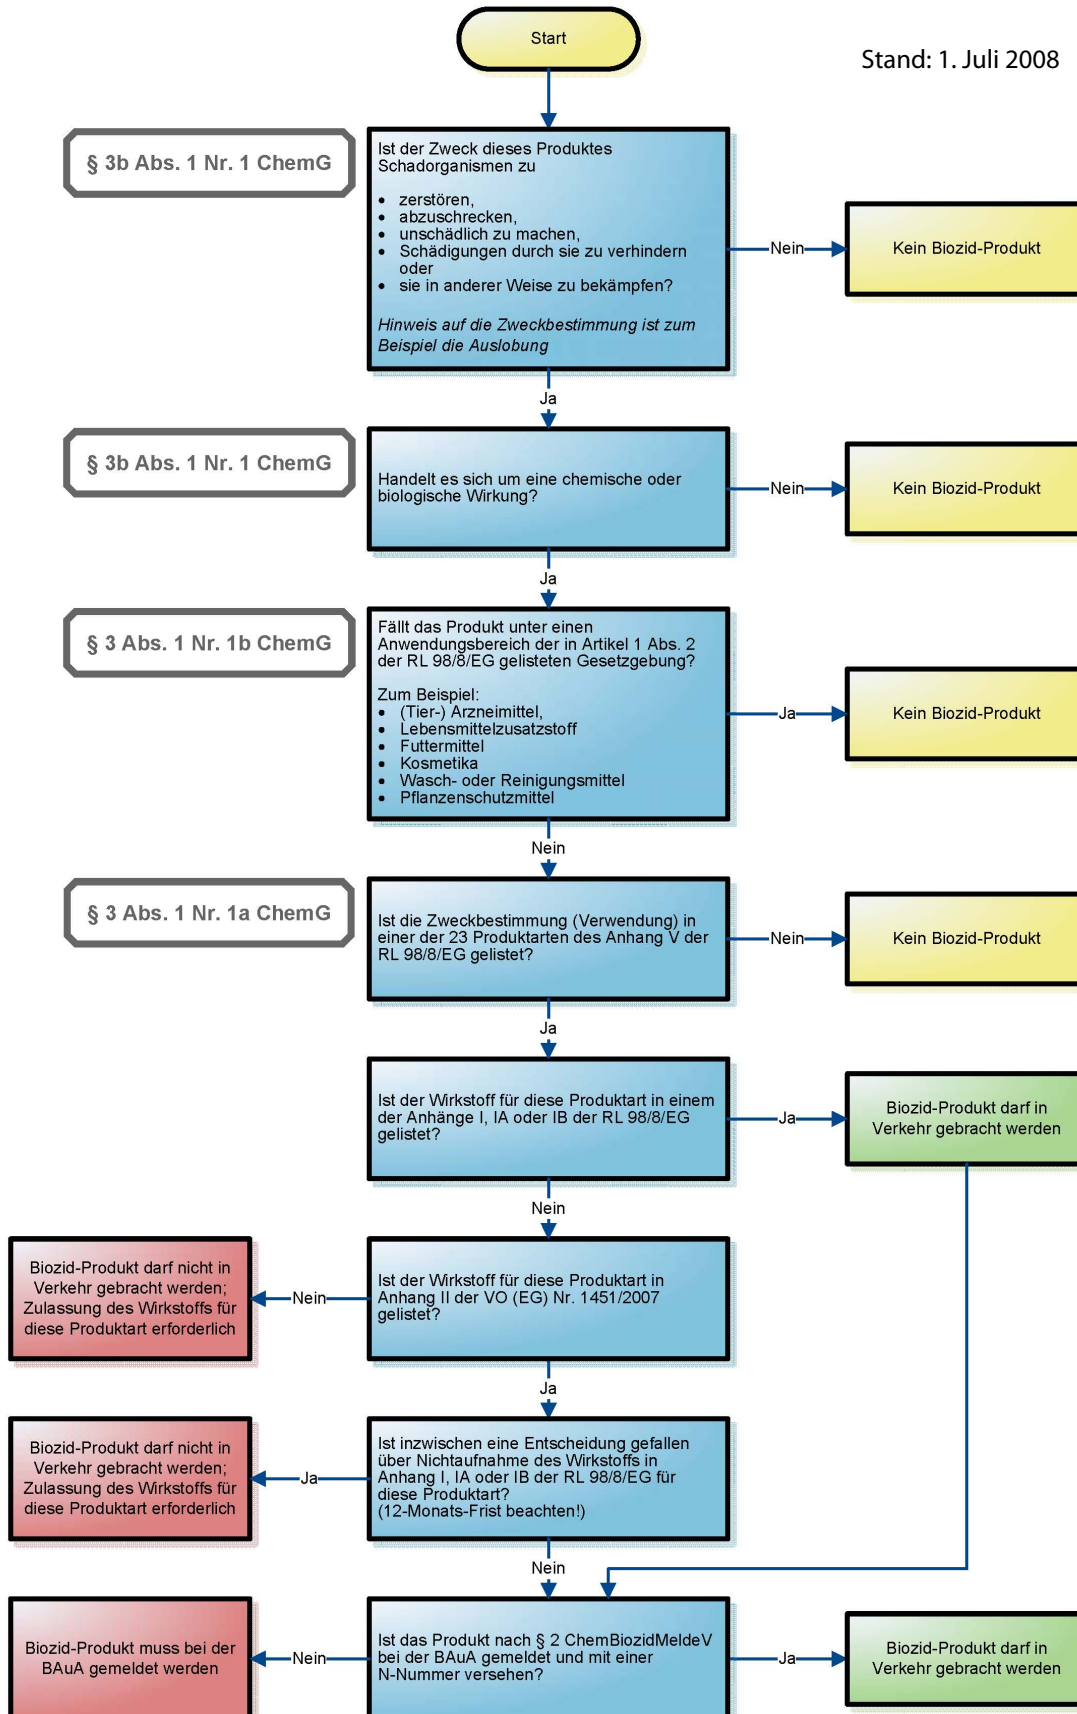 Start
Stand: 1. Juli 2008
§ 3b Abs. 1 Nr. 1 ChemG
Ist der Zweck dieses Produktes
Schadorganismen zu
• zerstören,
• abzuschrecken,
• unschädlich zu machen,
• Schädigungen durch sie zu verhindern
oder
• sie in anderer Weise zu bekämpfen?
Hinweis auf die Zweckbestimmung ist zum
Beispiel die Auslobung
Nein
Kein Biozid-Produkt
Ja
§ 3b Abs. 1 Nr. 1 ChemG
Handelt es sich um eine chemische oder
biologische Wirkung?
Nein
Kein Biozid-Produkt
Ja
§ 3 Abs. 1 Nr. 1b ChemG
Fällt das Produkt unter einen
Anwendungsbereich der in Artikel 1 Abs. 2
der RL 98/8/EG gelisteten Gesetzgebung?
Zum Beispiel:
• (Tier-) Arzneimittel,
• Lebensmittelzusatzstoff
• Futtermittel
• Kosmetika
• Wasch- oder Reinigungsmittel
• Pflanzenschutzmittel
Ja
Kein Biozid-Produkt
Nein
§ 3 Abs. 1 Nr. 1a ChemG
Ist die Zweckbestimmung (Verwendung) in
einer der 23 Produktarten des Anhang V der
RL 98/8/EG gelistet?
Nein
Kein Biozid-Produkt
Ja
Ist der Wirkstoff für diese Produktart in einem
der Anhänge I, IA oder IB der RL 98/8/EG
gelistet?
Ja
Biozid-Produkt darf in
Verkehr gebracht werden
Nein
Biozid-Produkt darf nicht in
Verkehr gebracht werden;
Zulassung des Wirkstoffs für
diese Produktart erforderlich
Nein
Ist der Wirkstoff für diese Produktart in
Anhang II der VO (EG) Nr. 1451/2007
gelistet?
Ja
Biozid-Produkt darf nicht in
Verkehr gebracht werden;
Zulassung des Wirkstoffs für
diese Produktart erforderlich
Ja
Ist inzwischen eine Entscheidung gefallen
über Nichtaufnahme des Wirkstoffs in
Anhang I, IA oder IB der RL 98/8/EG für
diese Produktart?
(12-Monats-Frist beachten!)
Nein
Biozid-Produkt muss bei der
BAuA gemeldet werden
Nein
Ist das Produkt nach § 2 ChemBiozidMeldeV
bei der BAuA gemeldet und mit einer
N-Nummer versehen?
Ja
Biozid-Produkt darf in
Verkehr gebracht werden